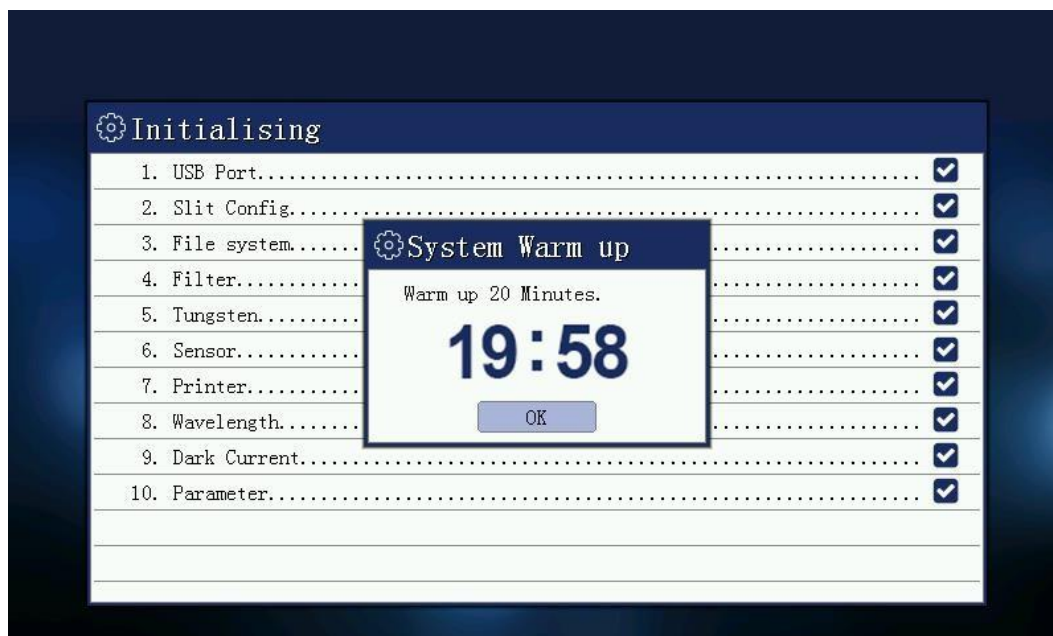 Initialising
1. USB Port
2. Slit Config
3. File system
4. Filter
5. Tungsten
6. Sensor
7. Printer
8. Wavelength
9. Dark Current
10. Parameter
System Warm up
Warm up 20 Minutes.
19:58
OK